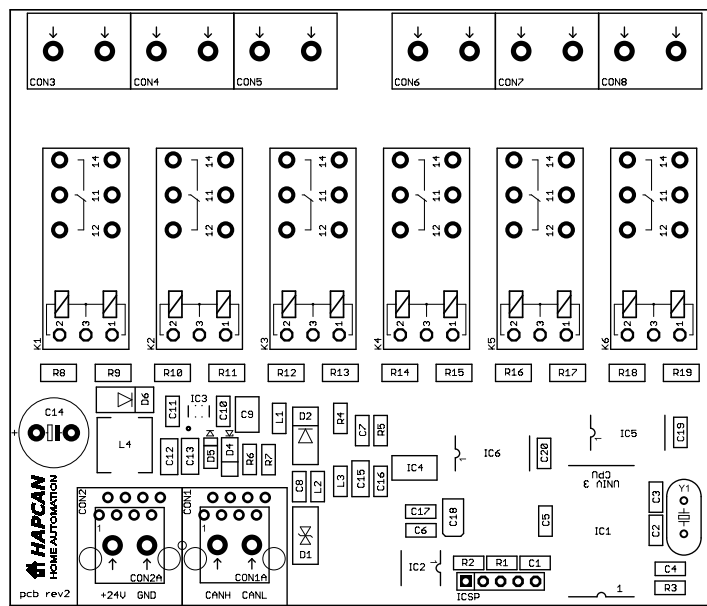 CON3 CON4 CON5 CON6 CON7 CON8
14 14 14 14 14 14
11 11 11 11 11 11
12 12 12 12 12 12
2 3 1 2 3 1 2 3 1 2 3 1 2 3 1 2 3 1
K1 K2 K3 K4 K5 K6
R8 R9 R10 R11 R12 R13 R14 R15 R16 R17 R18 R19
D6 IC3
C14 C11 C10 C9 L1 D2 R4 C7 R5 1 IC5 C19
+ L4 C12 C13 D5 D4 R6 R7 1 IC6 C20
IC4
C8 L2 L3 C15 C16 UNIV 3
CPU
CON2 CON1 C3 Y1
C17 C18 C5
1 1 C6 IC1 C2
D1
HAPCAN
HOME AUTOMATION
CON2A CON1A IC2 1 R2 R1 C1 C4
pcb rev2 +24V GND CANH CANL ICSP 1 R3